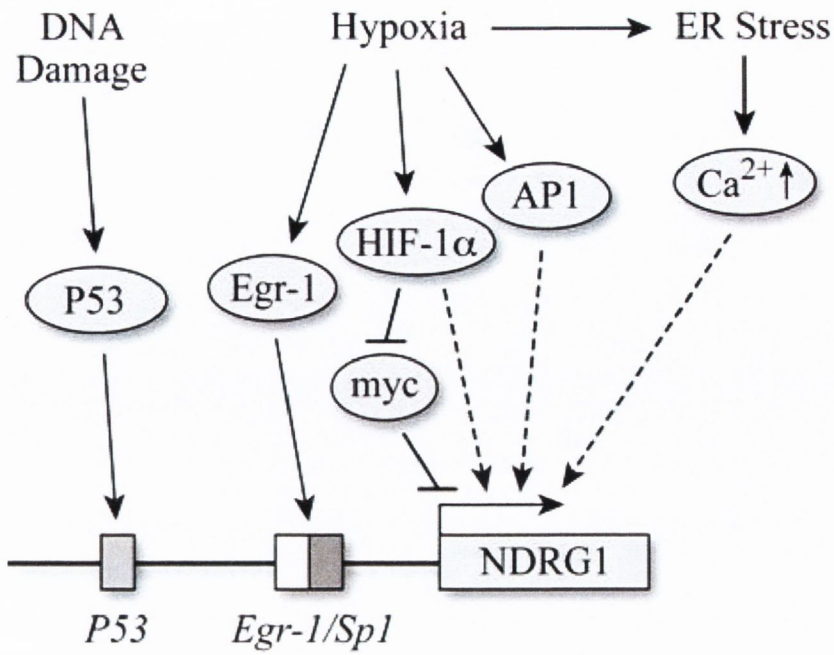 DNA
Damage
Hypoxia
ER Stress
Ca2+
AP1
HIF-1α
Egr-1
P53
myc
NDRG1
P53
Egr-1/Sp1